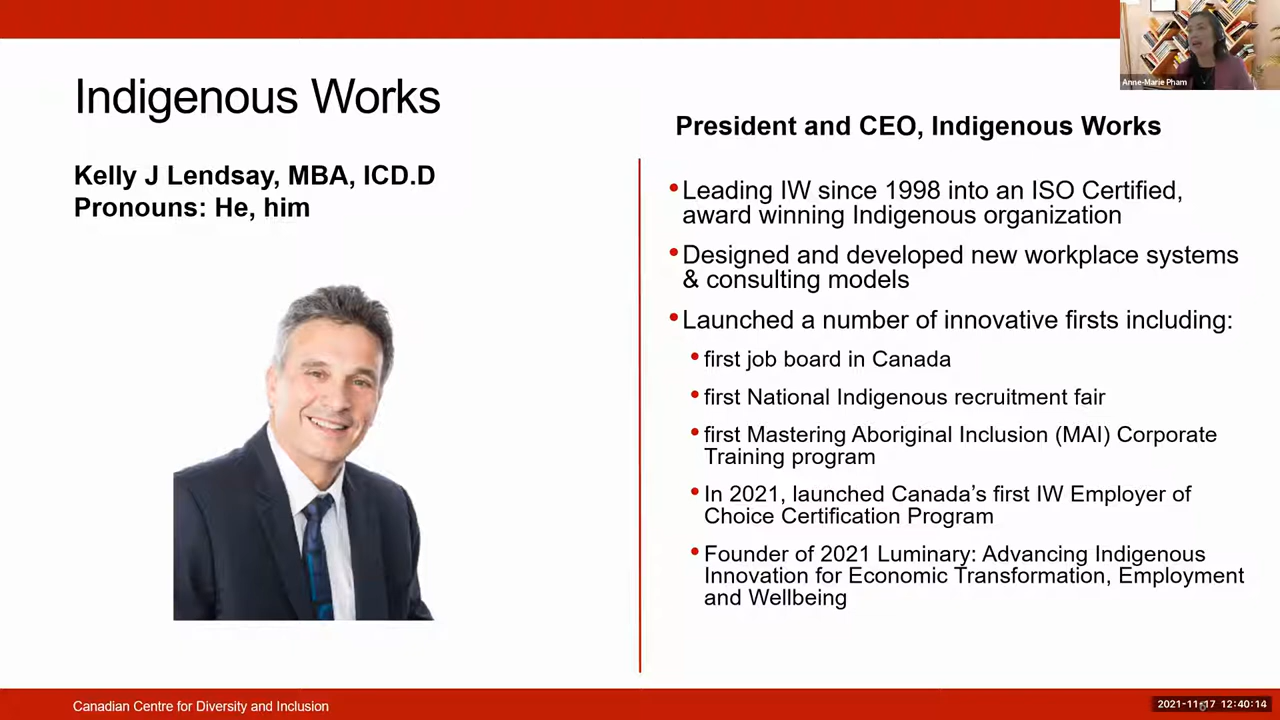 Indigenous Works
Kelly J Lendsay, MBA, ICD.D
Pronouns: He, him
President and CEO, Indigenous Works
•Leading IW since 1998 into an ISO Certified,
award winning Indigenous organization
•Designed and developed new workplace systems
& consulting models
•Launched a number of innovative firsts including:
•first job board in Canada
•first National Indigenous recruitment fair
•first Mastering Aboriginal Inclusion (MAI) Corporate
Training program
•In 2021, launched Canada’s first IW Employer of
Choice Certification Program
•Founder of 2021 Luminary: Advancing Indigenous
Innovation for Economic Transformation, Employment
and Wellbeing
Anne-Marie Pham
Canadian Centre for Diversity and Inclusion
2021-11-17 12:40:14